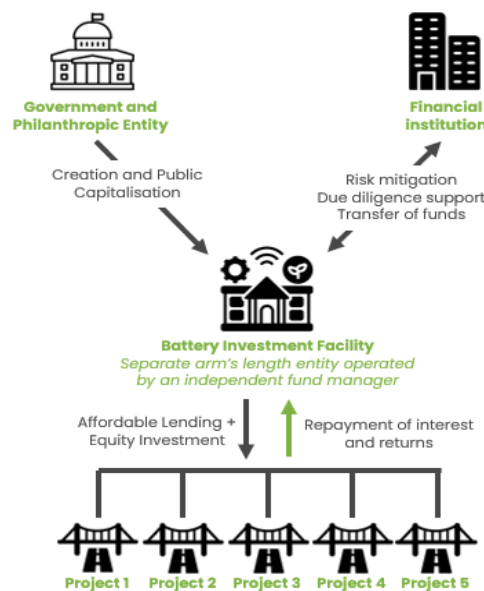 Government and
Philanthropic Entity
Financial
institution
Creation and Public
Capitalisation
Risk mitigation
Due diligence support
Transfer of funds
Battery Investment Facility
Separate arm's length entity operated
by an independent fund manager
Affordable Lending +
Equity Investment
Repayment of interest
and returns
Project 1
Project 2
Project 3
Project 4
Project 5